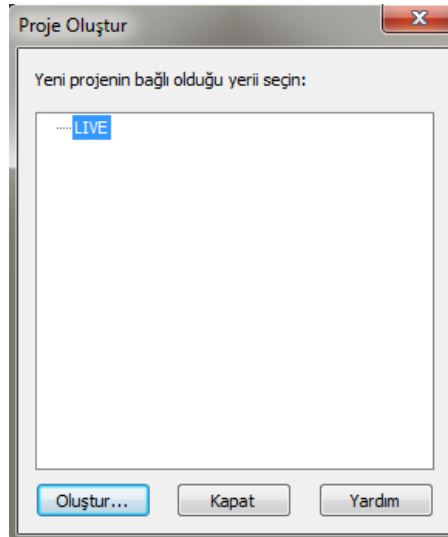 Proje Oluştur
Yeni projenin bağlı olduğu yerii seçin:
LIVE
Oluştur...
Kapat
Yardım